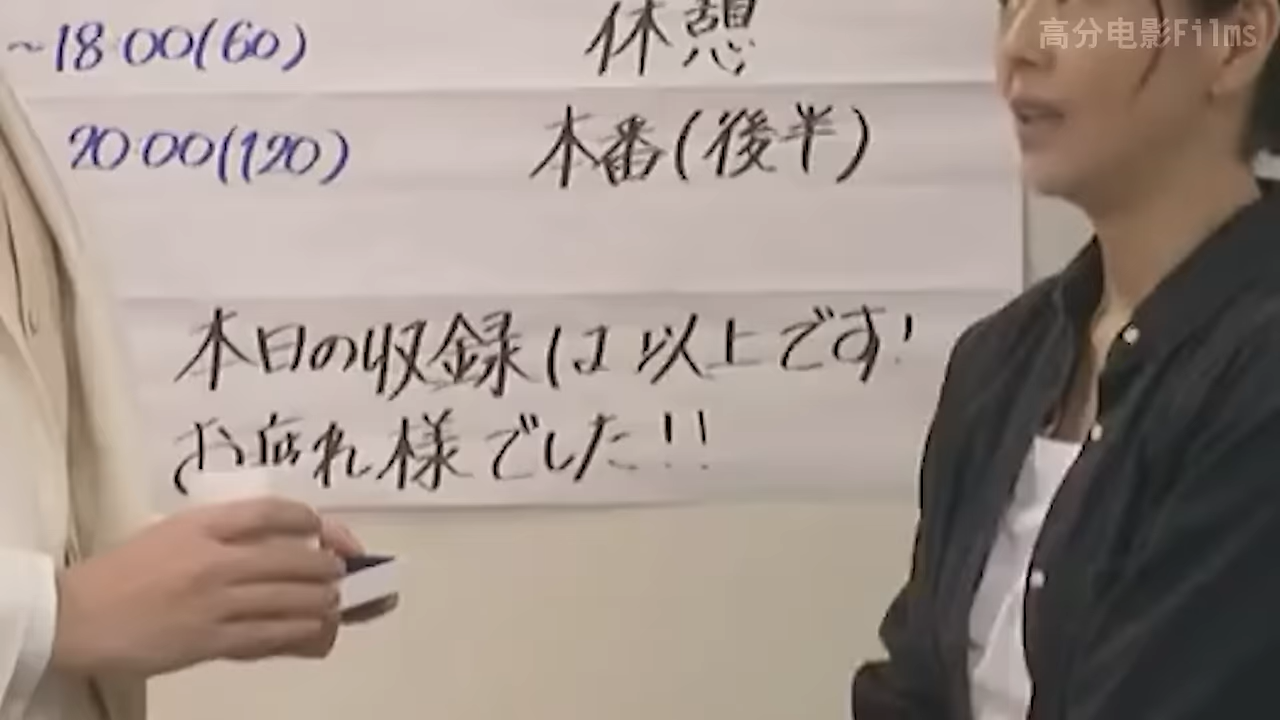 高分电影Films
~18 00(60) 休憩
20 00(120) 本番(後半)
本日の収録は以上です!
お疲れ様でした!!